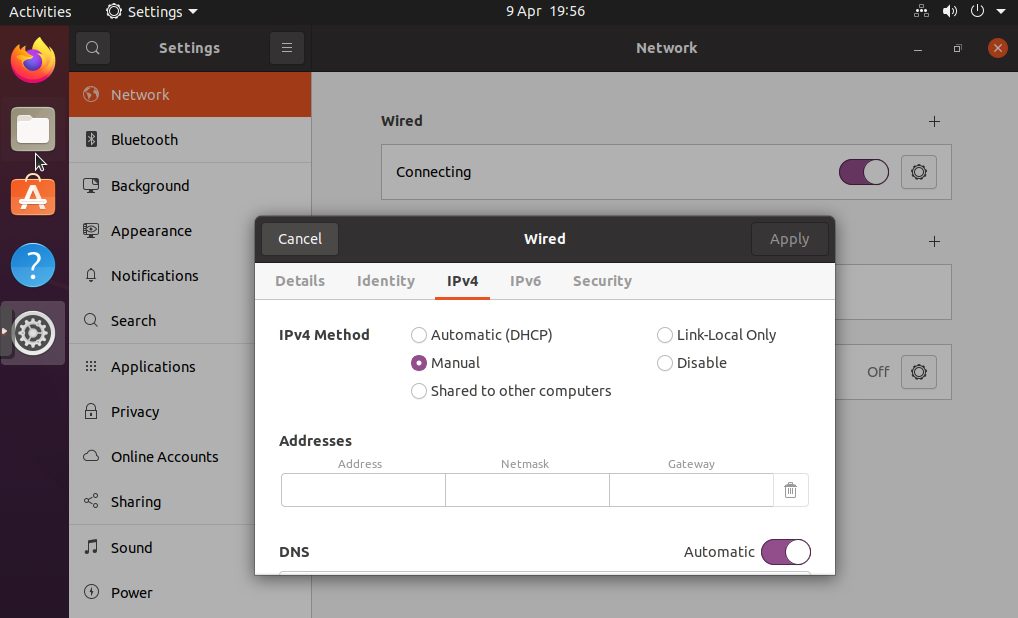 Activities Settings 9 Apr 19:56
Settings Network
Network
Bluetooth
Background
Appearance
Notifications
Search
Applications
Privacy
Online Accounts
Sharing
Sound
Power
Wired
Connecting
Off
Cancel Wired Apply
Details Identity IPv4 IPv6 Security
IPv4 Method Automatic (DHCP) Link-Local Only
Manual Disable
Shared to other computers
Addresses
Address Netmask Gateway
DNS Automatic